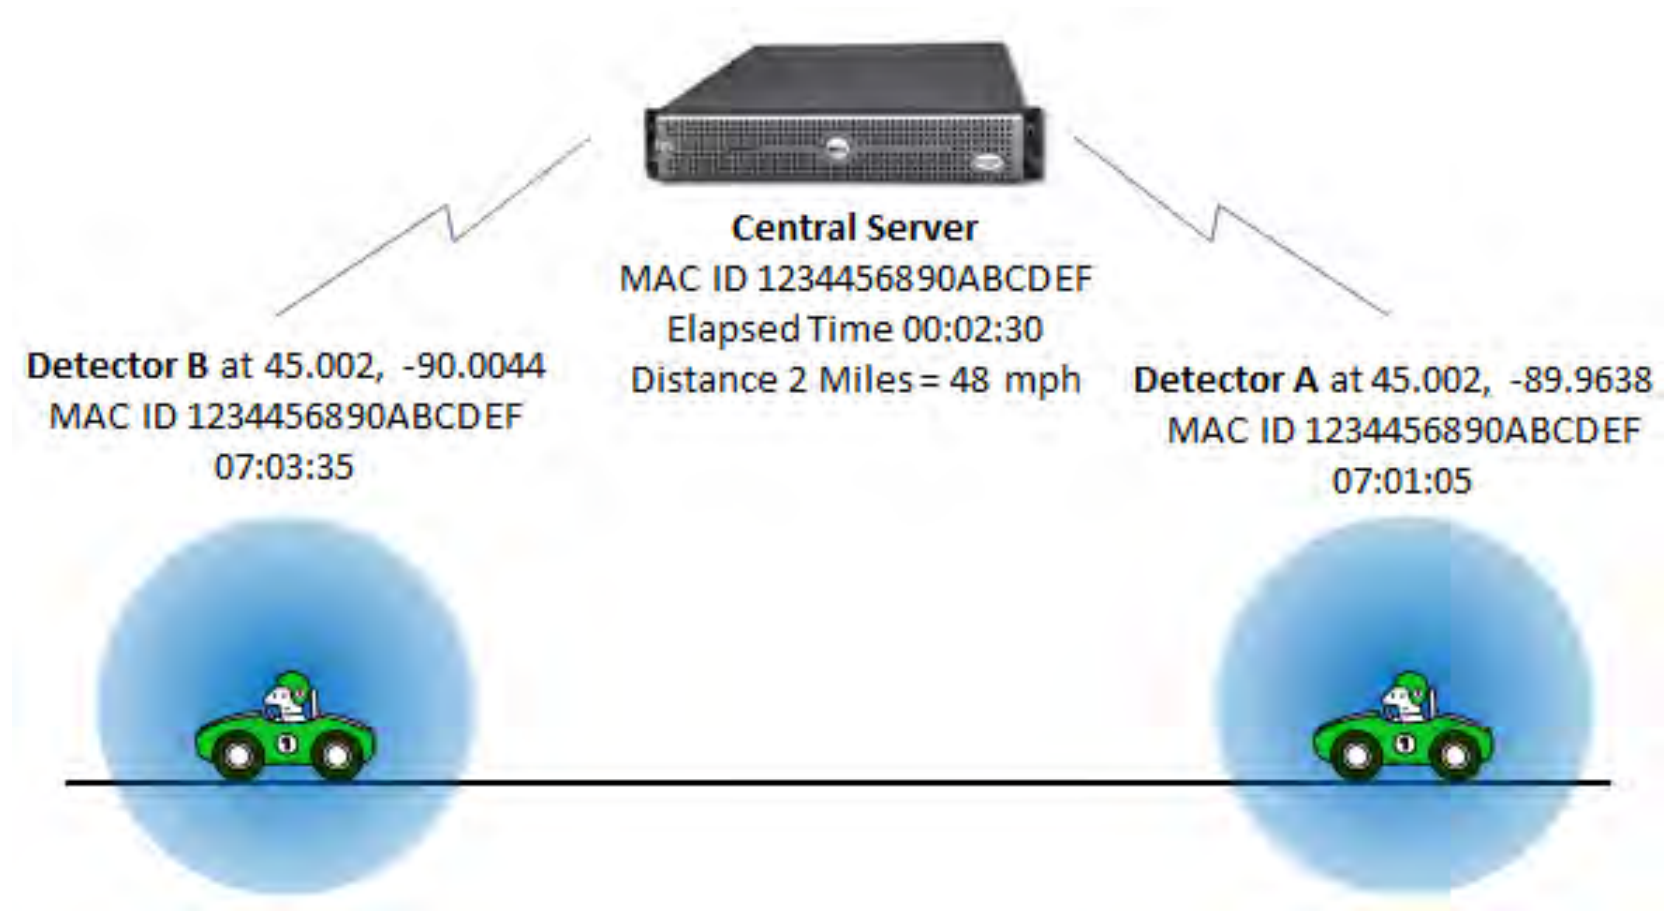 Central Server
MAC ID 1234456890ABCDEF
Elapsed Time 00:02:30
Distance 2 Miles = 48 mph
Detector B at 45.002, -90.0044
MAC ID 1234456890ABCDEF
07:03:35
Detector A at 45.002, -89.9638
MAC ID 1234456890ABCDEF
07:01:05
1
1